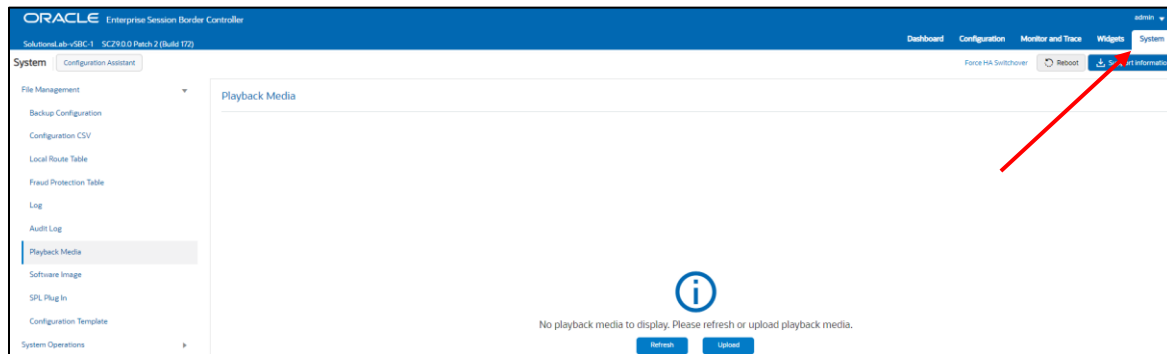 ORACLE Enterprise Session Border Controller
admin
SolutionsLab-vSBC-1 SCZ9.0.0 Patch 2 (Build 172)
Dashboard Configuration Monitor and Trace Widgets System
System Configuration Assistant
Force HA Switchover Reboot Support informatio
File Management
Playback Media
Backup Configuration
Configuration CSV
Local Route Table
Fraud Protection Table
Log
Audit Log
Playback Media
Software Image
SPL Plug In
Configuration Template
No playback media to display. Please refresh or upload playback media.
System Operations
Refresh Upload